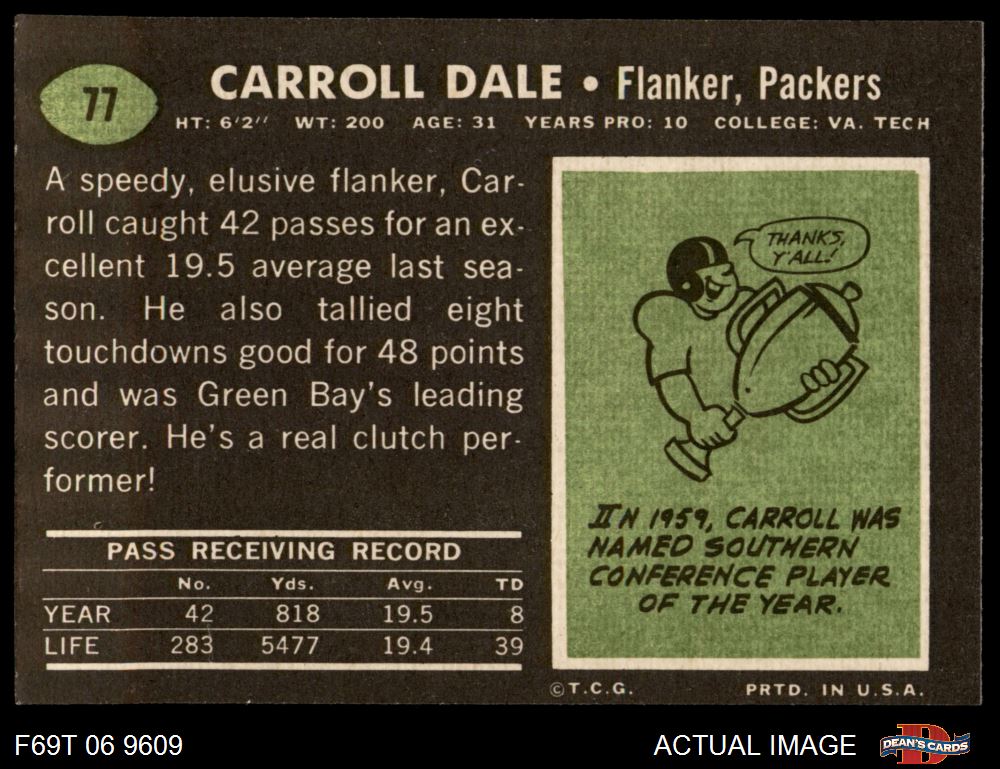 77
CARROLL DALE • Flanker, Packers
HT: 6'2" WT: 200 AGE: 31 YEARS PRO: 10 COLLEGE: VA. TECH
A speedy, elusive flanker, Car-
roll caught 42 passes for an ex-
cellent 19.5 average last sea-
son. He also tallied eight
touchdowns good for 48 points
and was Green Bay's leading
scorer. He's a real clutch per-
former!
PASS RECEIVING RECORD
No. Yds. Avg. TD
YEAR 42 818 19.5 8
LIFE 283 5477 19.4 39
THANKS,
Y'ALL!
IN 1959, CARROLL WAS
NAMED SOUTHERN
CONFERENCE PLAYER
OF THE YEAR.
©T.C.G. PRTD. IN U.S.A.
F69T 06 9609 ACTUAL IMAGE DEAN'S CARDS